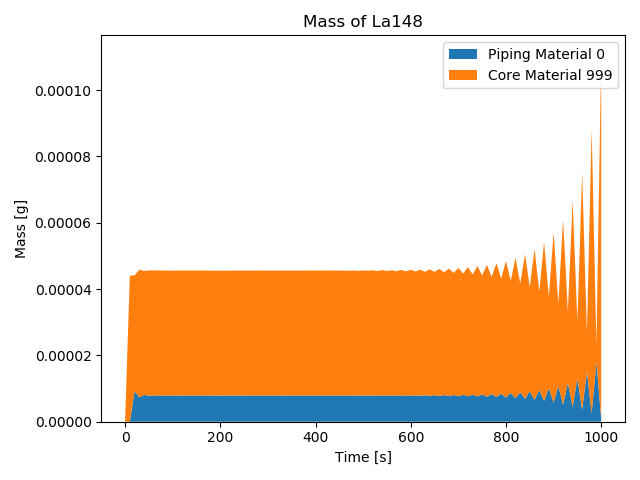 Mass of La148
Piping Material 0
Core Material 999
0.00010
0.00008
0.00006
0.00004
0.00002
0.00000
Mass [g]
0 200 400 600 800 1000
Time [s]